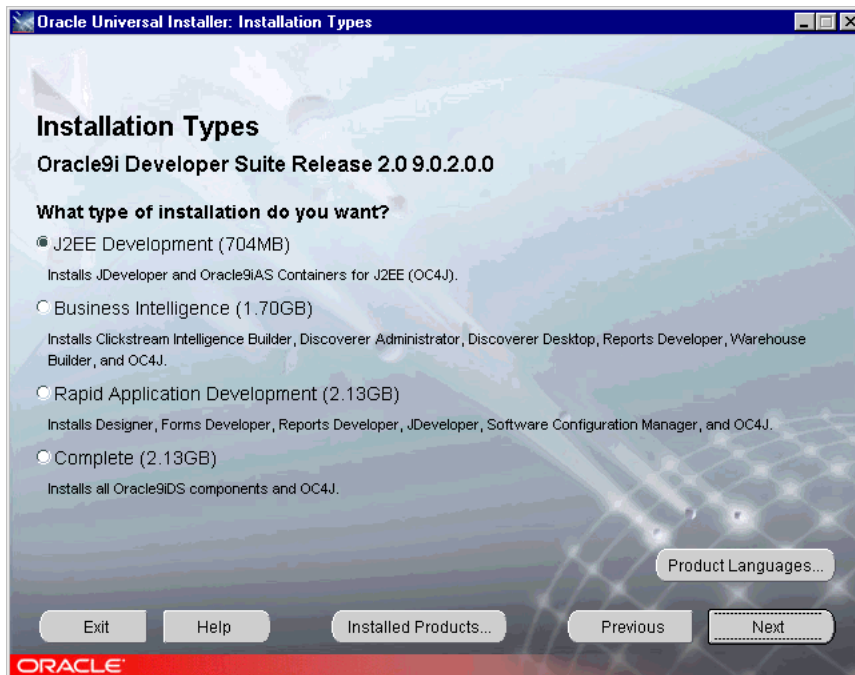 Oracle Universal Installer: Installation Types
Installation Types
Oracle9i Developer Suite Release 2.0 9.0.2.0.0
What type of installation do you want?
J2EE Development (704MB)
Installs JDeveloper and Oracle9iAS Containers for J2EE (OC4J).
Business Intelligence (1.70GB)
Installs Clickstream Intelligence Builder, Discoverer Administrator, Discoverer Desktop, Reports Developer, Warehouse
Builder, and OC4J.
Rapid Application Development (2.13GB)
Installs Designer, Forms Developer, Reports Developer, JDeveloper, Software Configuration Manager, and OC4J.
Complete (2.13GB)
Installs all Oracle9iDS components and OC4J.
Product Languages...
Exit
Help
Installed Products...
Previous
Next
ORACLE